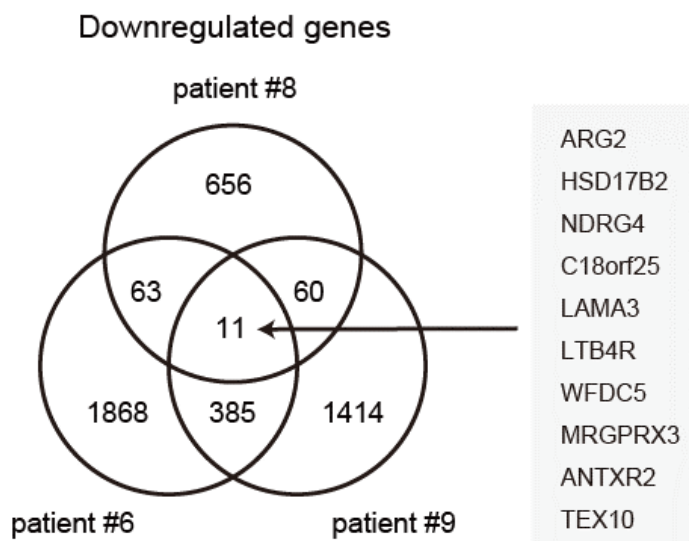 Downregulated genes
patient #8
656
63
60
11
1868
385
1414
patient #6
patient #9
ARG2
HSD17B2
NDRG4
C18orf25
LAMA3
LTB4R
WFDC5
MRGPRX3
ANTXR2
TEX10